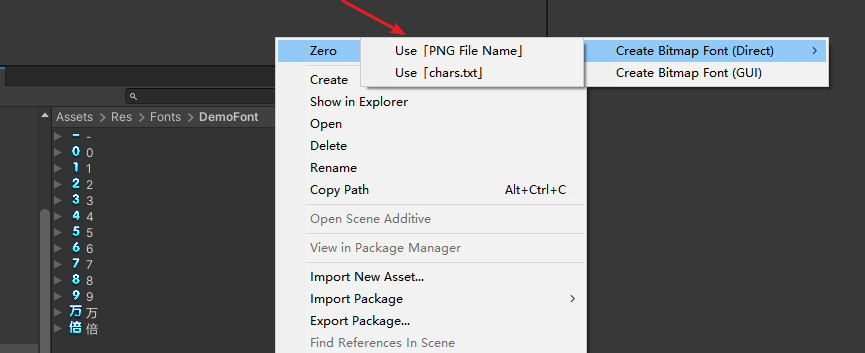 Zero
Use「PNG File Name」
Create Bitmap Font (Direct)
Use「chars.txt」
Create Bitmap Font (GUI)
Create
Show in Explorer
Open
Delete
Rename
Copy Path Alt+Ctrl+C
Open Scene Additive
View in Package Manager
Import New Asset...
Import Package
Export Package...
Find References In Scene
Assets > Res > Fonts > DemoFont
- -
0 0
1 1
2 2
3 3
4 4
5 5
6 6
7 7
8 8
9 9
万 万
倍 倍